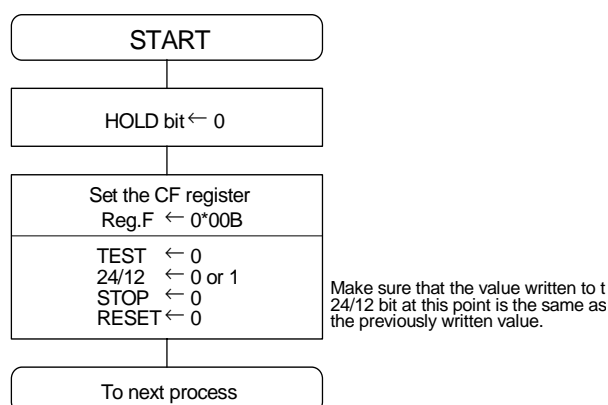 START
HOLD bit ← 0
Set the CF register
Reg.F ← 0*00B
TEST ← 0
24/12 ← 0 or 1
STOP ← 0
RESET ← 0
Make sure that the value written to t
24/12 bit at this point is the same as
the previously written value.
To next process